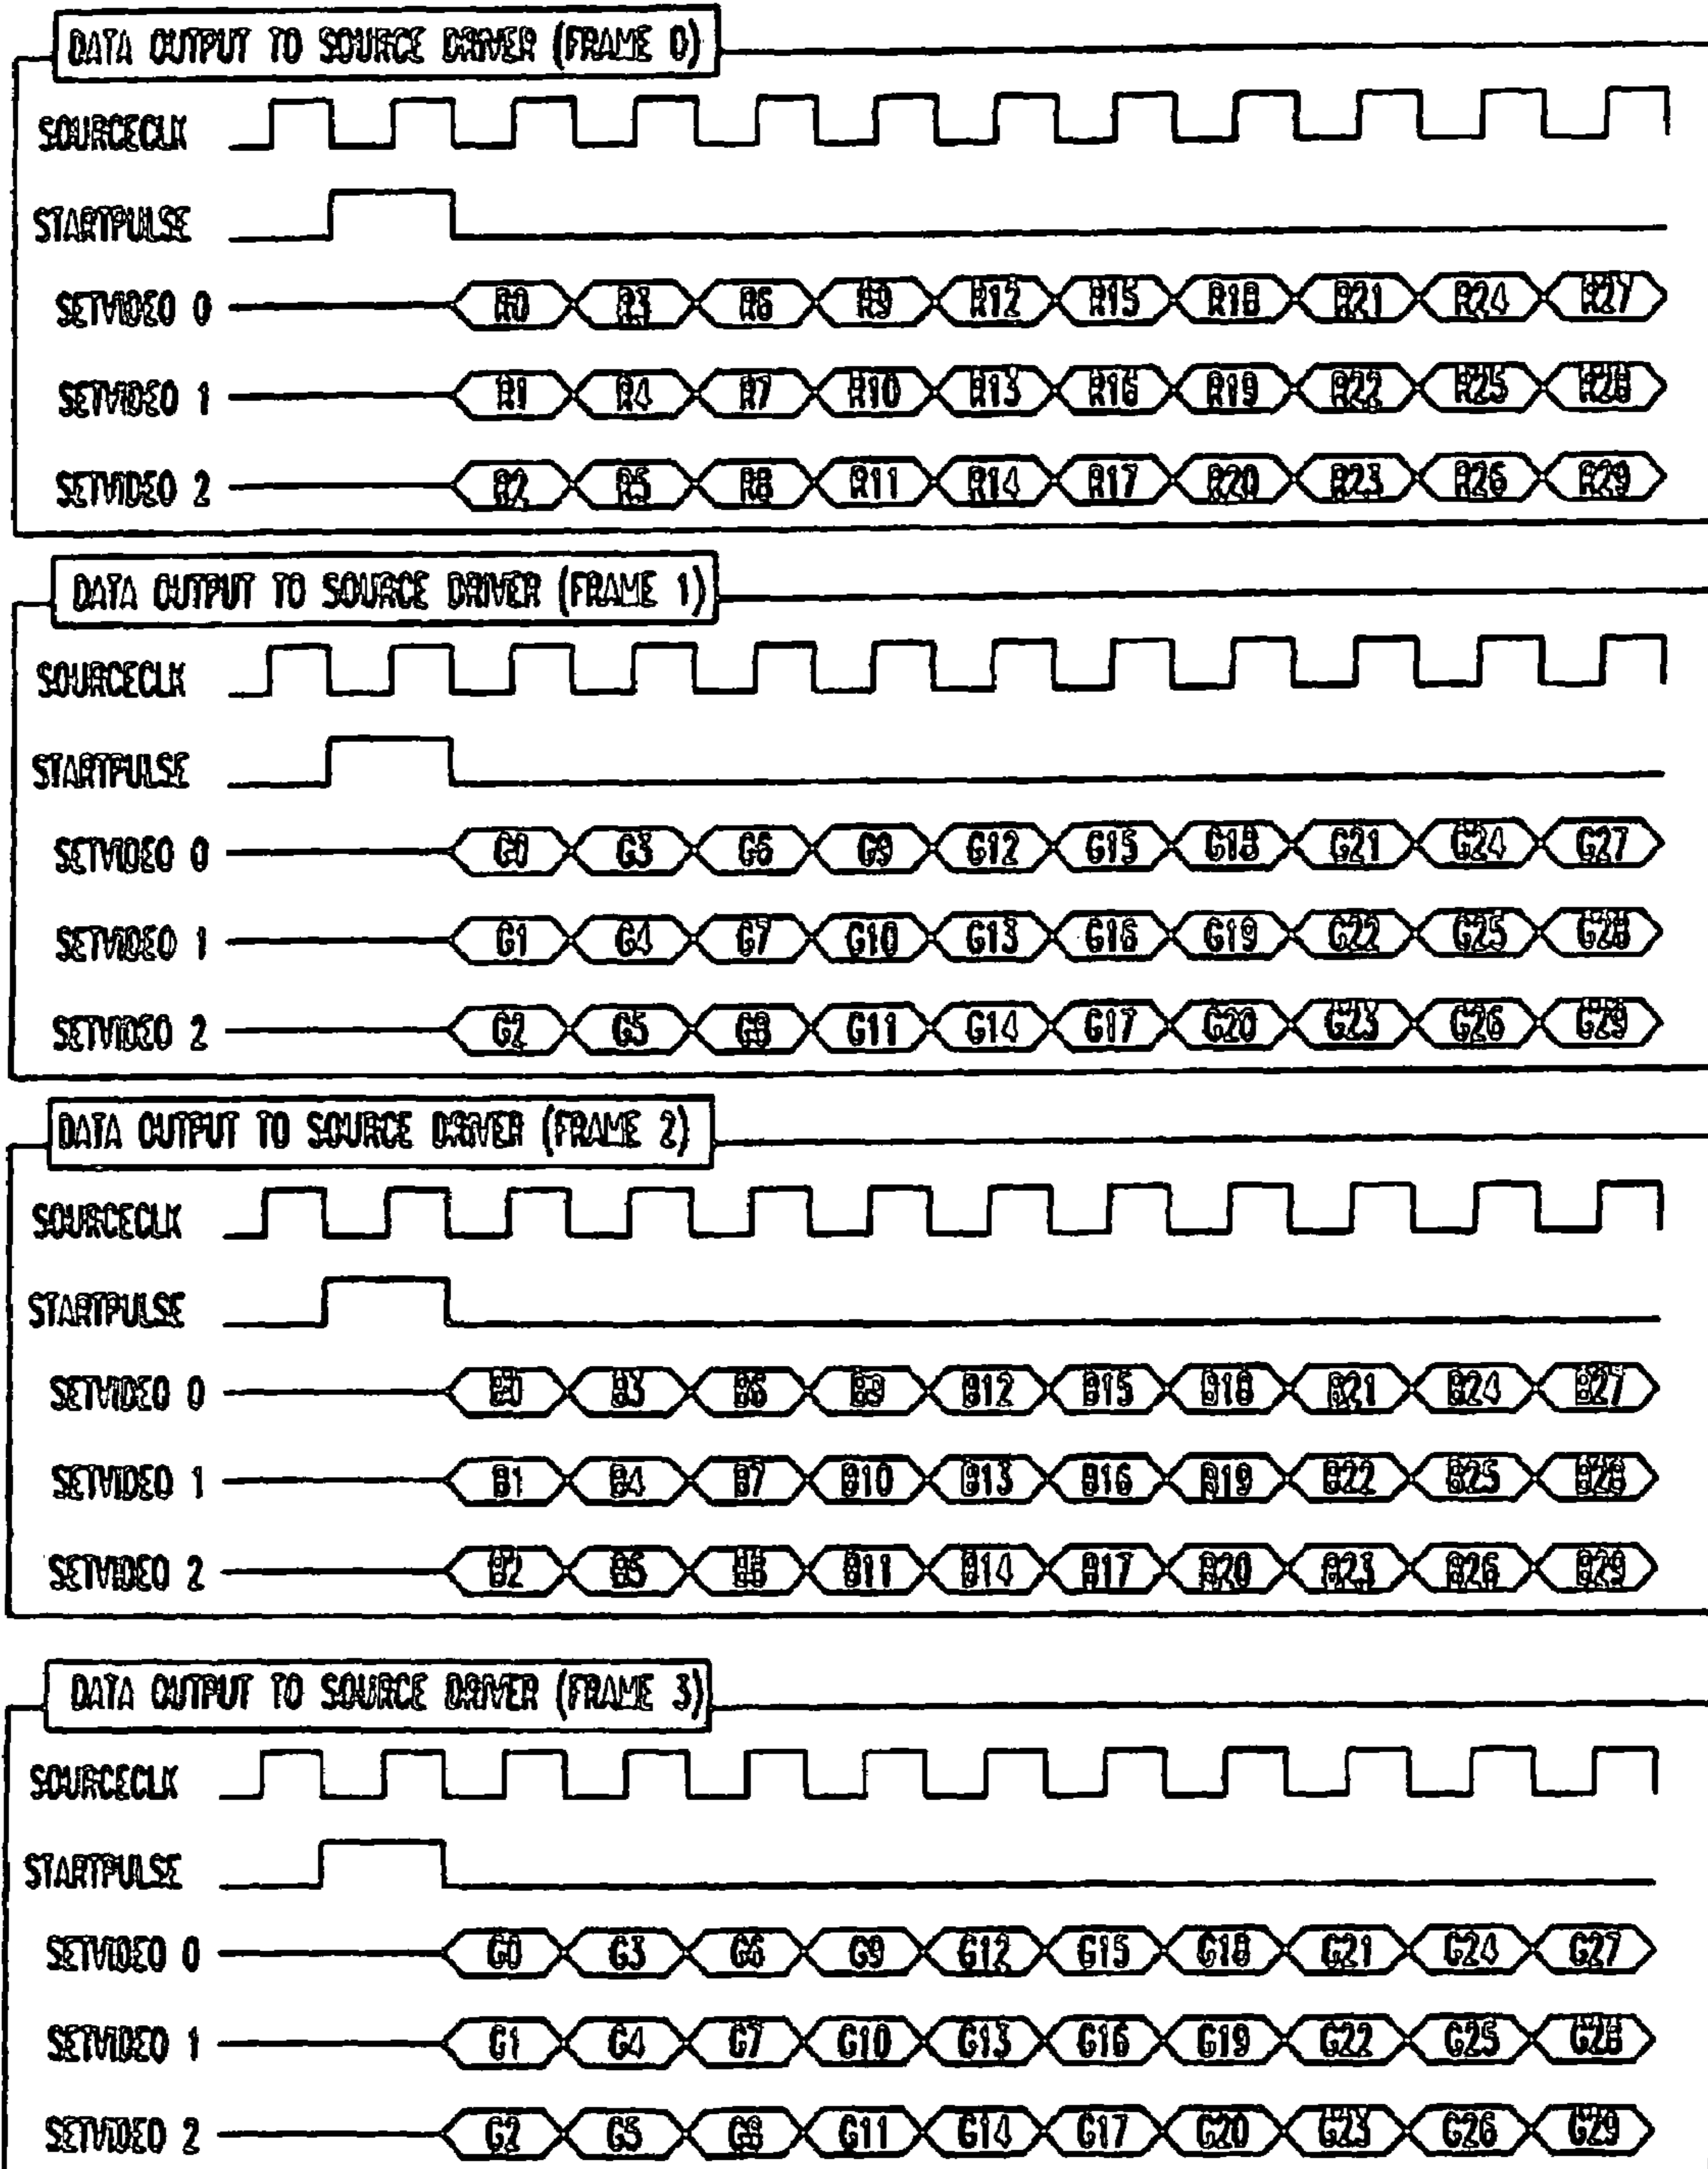 DATA OUTPUT TO SOURCE DRIVER (FRAME 0)
SOURCECLK
STARTPULSE
SETVIDEO 0 R0 R3 R6 R9 R12 R15 R18 R21 R24 R27
SETVIDEO 1 R1 R4 R7 R10 R13 R16 R19 R22 R25 R28
SETVIDEO 2 R2 R5 R8 R11 R14 R17 R20 R23 R26 R29
DATA OUTPUT TO SOURCE DRIVER (FRAME 1)
SOURCECLK
STARTPULSE
SETVIDEO 0 G0 G3 G6 G9 G12 G15 G18 G21 G24 G27
SETVIDEO 1 G1 G4 G7 G10 G13 G16 G19 G22 G25 G28
SETVIDEO 2 G2 G5 G8 G11 G14 G17 G20 G23 G26 G29
DATA OUTPUT TO SOURCE DRIVER (FRAME 2)
SOURCECLK
STARTPULSE
SETVIDEO 0 B0 B3 B6 B9 B12 B15 B18 B21 B24 B27
SETVIDEO 1 B1 B4 B7 B10 B13 B16 B19 B22 B25 B28
SETVIDEO 2 B2 B5 B8 B11 B14 B17 B20 B23 B26 B29
DATA OUTPUT TO SOURCE DRIVER (FRAME 3)
SOURCECLK
STARTPULSE
SETVIDEO 0 G0 G3 G6 G9 G12 G15 G18 G21 G24 G27
SETVIDEO 1 G1 G4 G7 G10 G13 G16 G19 G22 G25 G28
SETVIDEO 2 G2 G5 G8 G11 G14 G17 G20 G23 G26 G29